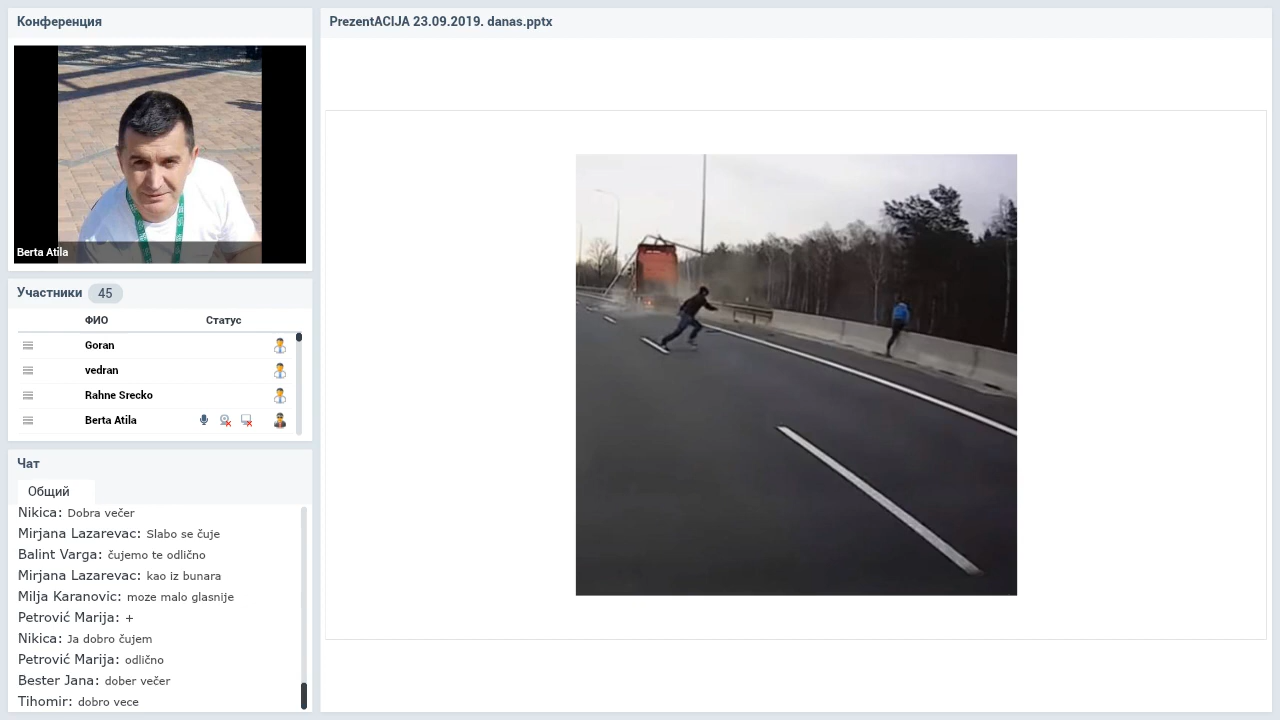 Конференция
Berta Atila
Участники 45
ФИО Статус
Goran
vedran
Rahne Srecko
Berta Atila
Чат
Общий
Nikica: Dobra večer
Mirjana Lazarevac: Slabo se čuje
Balint Varga: čujemo te odlično
Mirjana Lazarevac: kao iz bunara
Milja Karanovic: moze malo glasnije
Petrović Marija: +
Nikica: Ja dobro čujem
Petrović Marija: odlično
Bester Jana: dober večer
Tihomir: dobro vece
PrezentACIJA 23.09.2019. danas.pptx